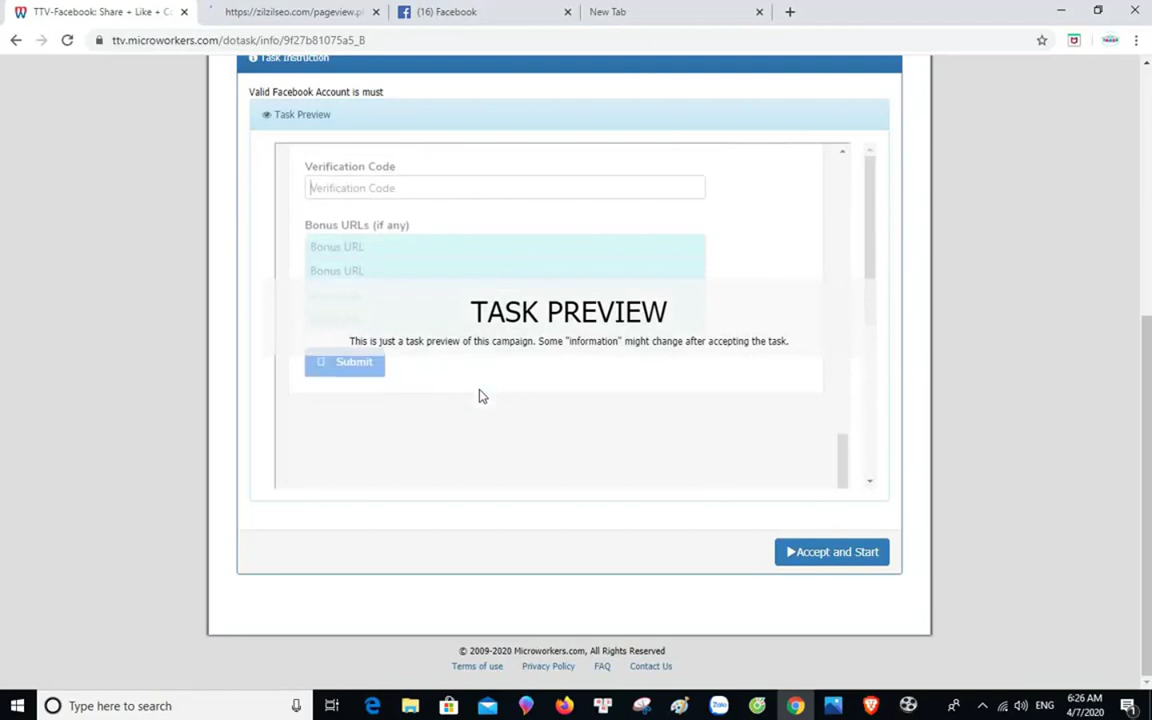 TTV-Facebook: Share + Like + C
https://zilzilseo.com/pageview.p
(16) Facebook
New Tab
ttv.microworkers.com/dotask/info/9f27b81075a5_B
Task Instruction
Valid Facebook Account is must
Task Preview
Verification Code
Verification Code
Bonus URLs (if any)
Bonus URL
Bonus URL
TASK PREVIEW
This is just a task preview of this campaign. Some "information" might change after accepting the task.
Submit
Accept and Start
© 2009-2020 Microworkers.com, All Rights Reserved
Terms of use Privacy Policy FAQ Contact Us
Type here to search
Zalo
ENG
6:26 AM
4/7/2020
1